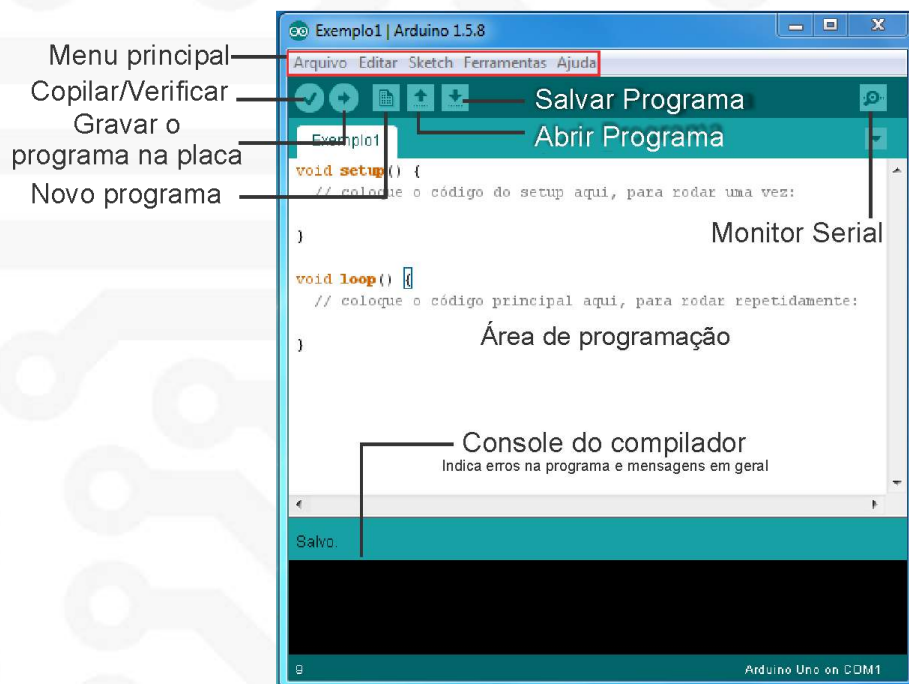 Exemplo1 | Arduino 1.5.8
Menu principal
Arquivo Editar Sketch Ferramentas Ajuda
Copilar/Verificar
Salvar Programa
Gravar o
programa na placa
Abrir Programa
Exemplo1
Novo programa
void setup() {
// coloque o código do setup aqui, para rodar uma vez:
}
Monitor Serial
void loop() {
// coloque o código principal aqui, para rodar repetidamente:
Área de programação
}
Console do compilador
Indica erros na programa e mensagens em geral
Salvo.
9
Arduino Uno on COM1